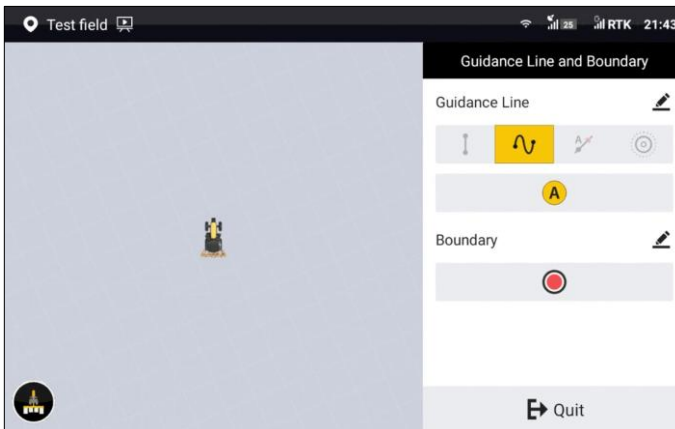 Test field
25
RTK
21:43
Guidance Line and Boundary
Guidance Line
A
A
Boundary
Quit